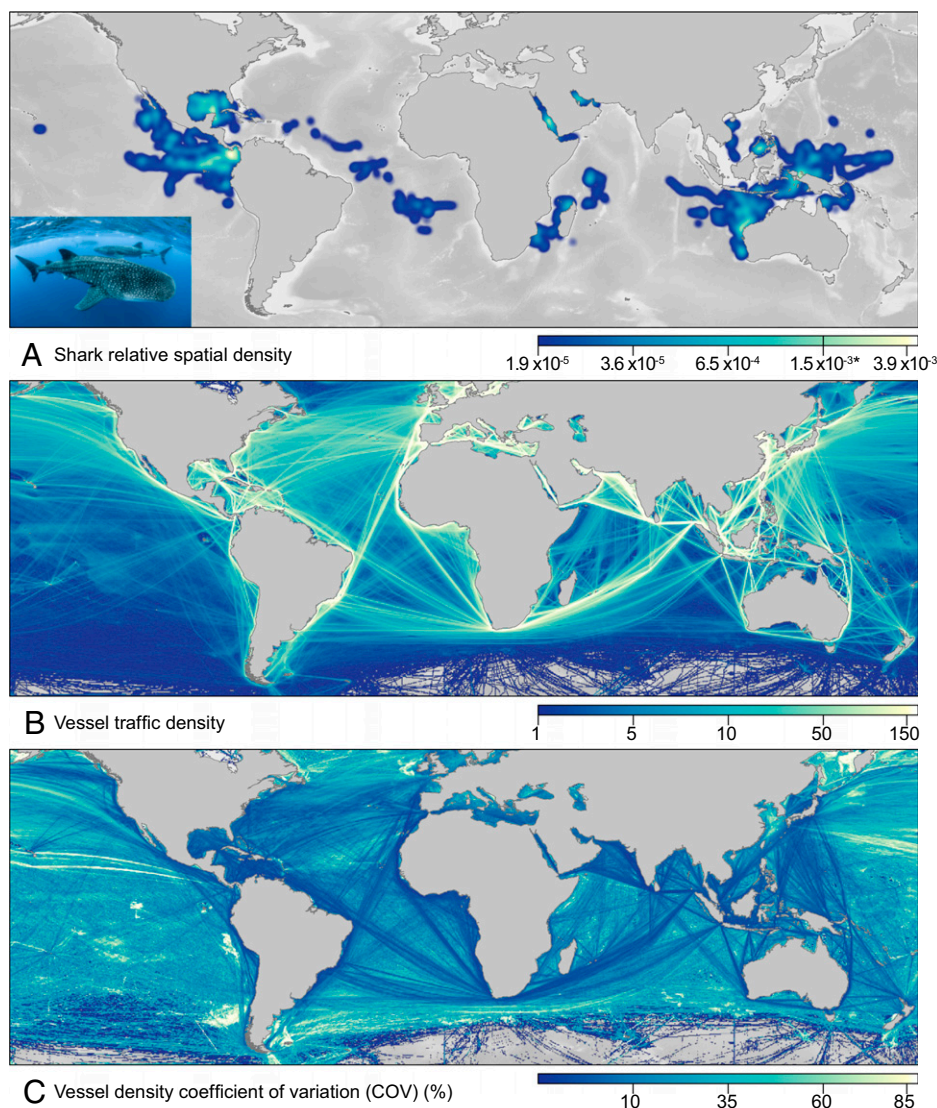 A Shark relative spatial density
1.9 x10-5 3.6 x10-5 6.5 x10-4 1.5 x10-3* 3.9 x10-3
B Vessel traffic density
1 5 10 50 150
C Vessel density coefficient of variation (COV) (%)
10 35 60 85